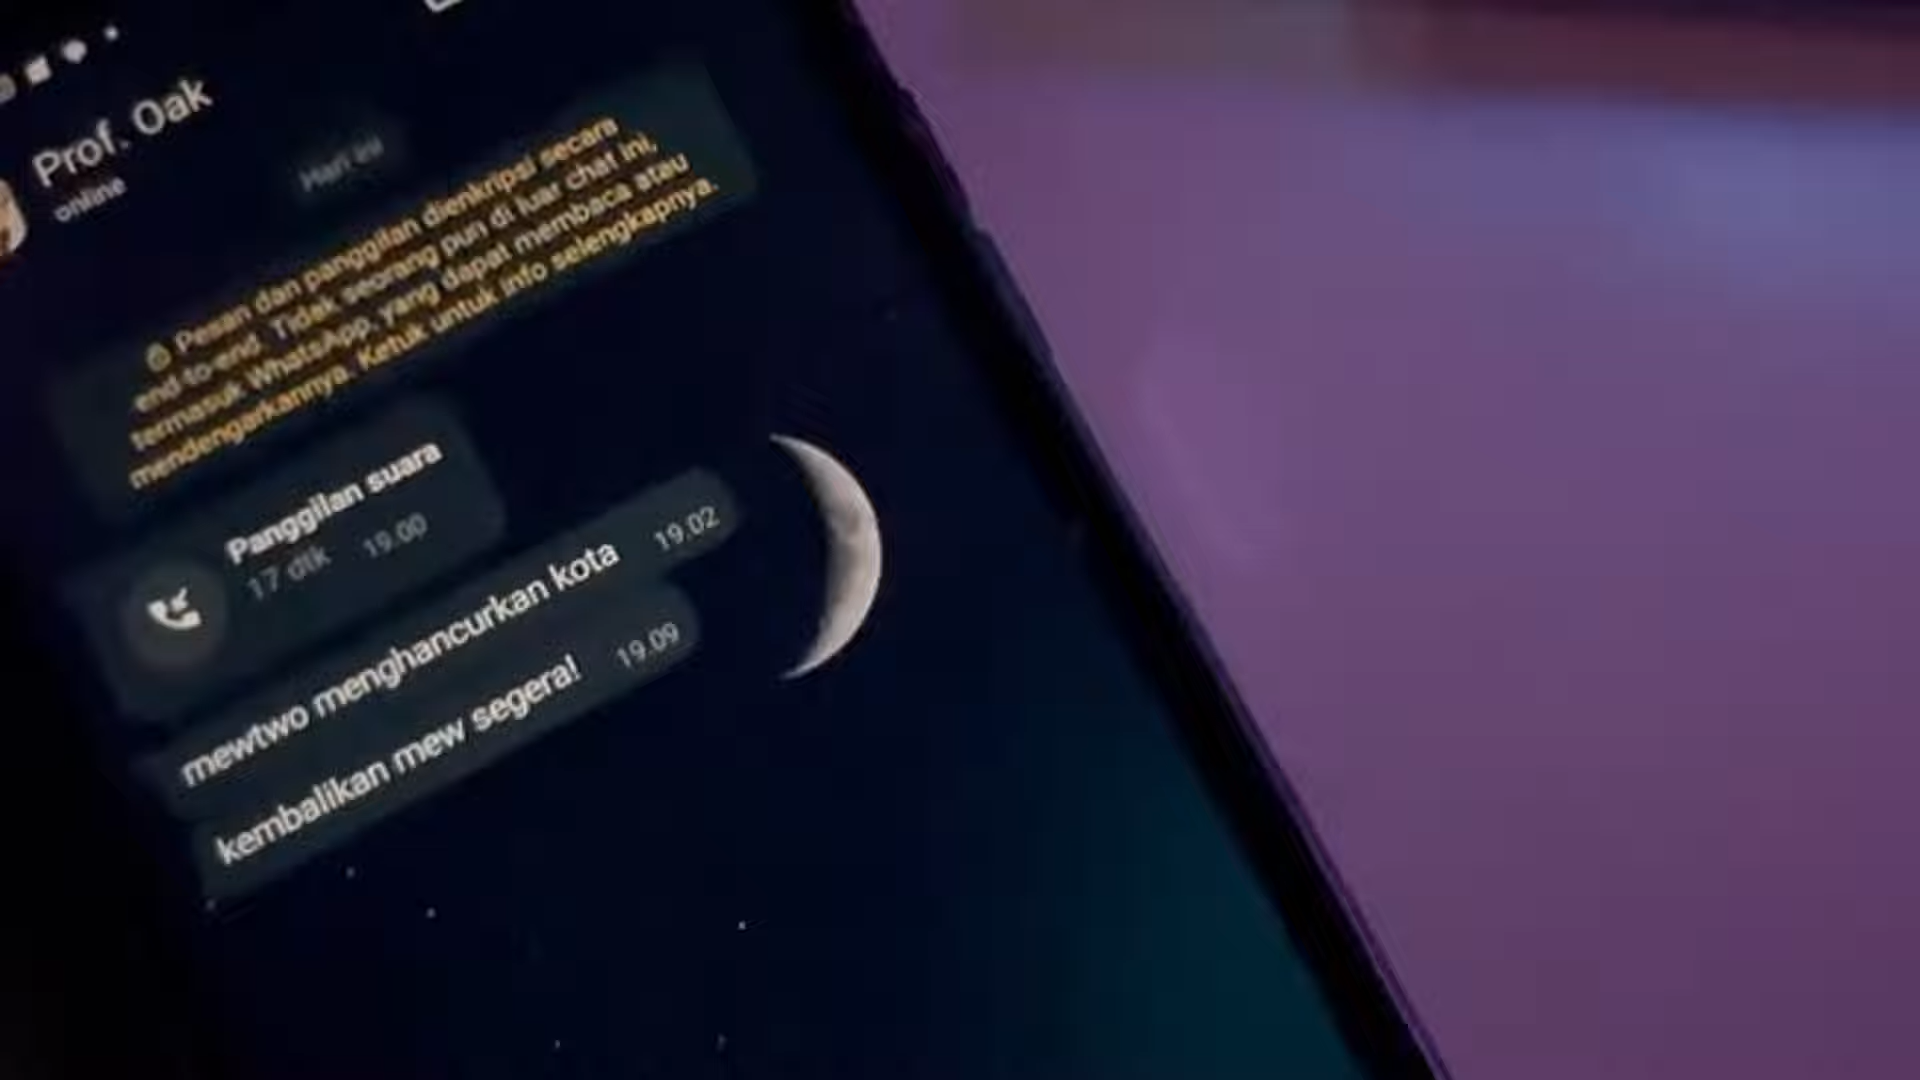 Prof. Oak
online
Hari ini
Pesan dan panggilan dienkripsi secara
end-to-end. Tidak seorang pun di luar chat ini,
termasuk WhatsApp, yang dapat membaca atau
mendengarkannya. Ketuk untuk info selengkapnya.
Panggilan suara
17 dtk 19.00
mewtwo menghancurkan kota 19.02
kembalikan mew segera! 19.09